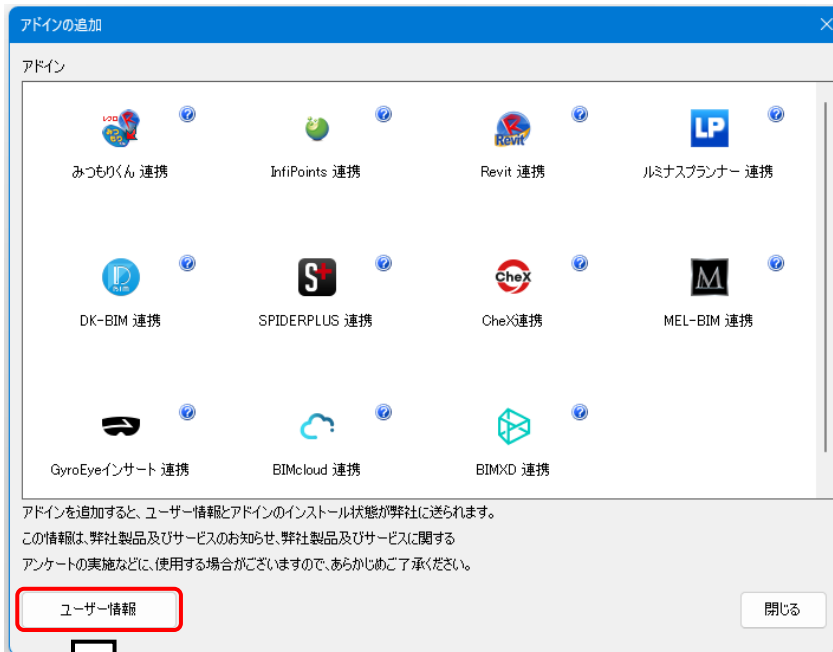 アドインの追加
アドイン
みつもりくん 連携
InfiPoints 連携
Revit
Revit 連携
LP
ルミナスプランナー 連携
DK-BIM 連携
S+
SPIDERPLUS 連携
CheX
CheX連携
M
MEL-BIM 連携
GyroEyeインサート 連携
BIMcloud 連携
BIMXD 連携
アドインを追加すると、ユーザー情報とアドインのインストール状態が弊社に送られます。
この情報は、弊社製品及びサービスのお知らせ、弊社製品及びサービスに関する
アンケートの実施などに、使用する場合がございますので、あらかじめご了承ください。
ユーザー情報
閉じる